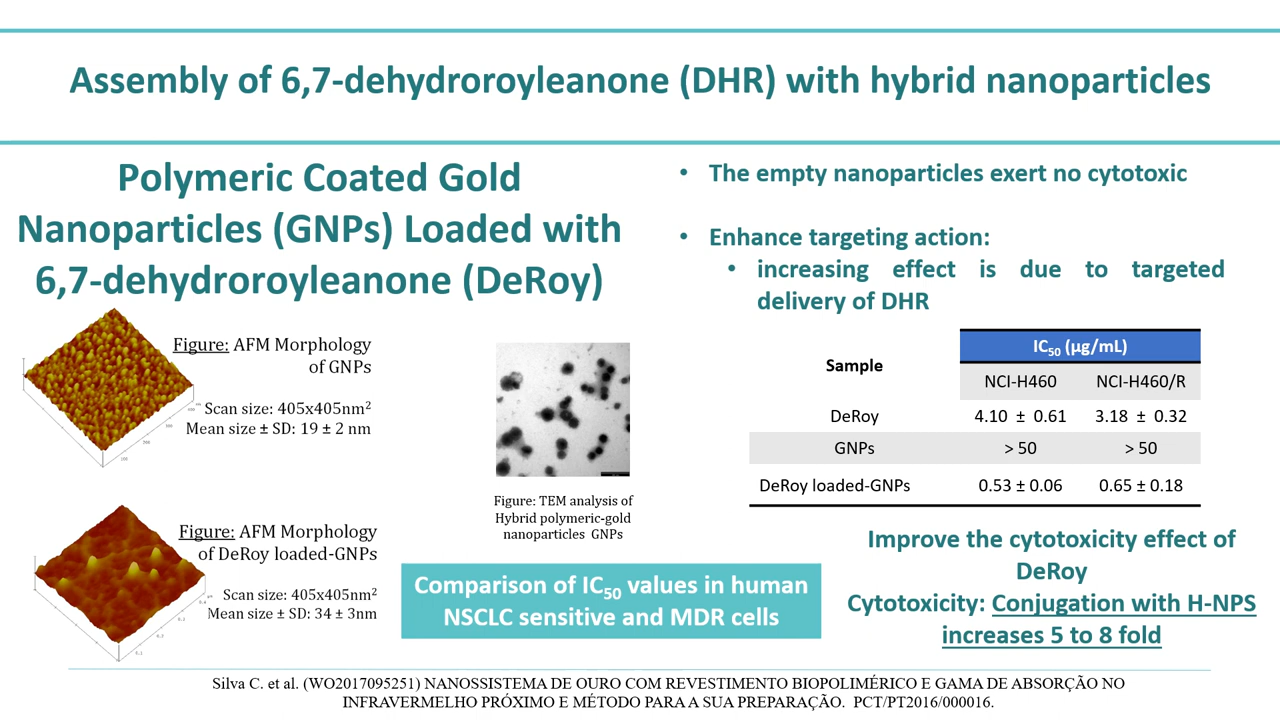 Assembly of 6,7-dehydroroyleanone (DHR) with hybrid nanoparticles
Polymeric Coated Gold
Nanoparticles (GNPs) Loaded with
6,7-dehydroroyleanone (DeRoy)
Figure: AFM Morphology
of GNPs
Scan size: 405x405nm²
Mean size ± SD: 19 ± 2 nm
Figure: AFM Morphology
of DeRoy loaded-GNPs
Scan size: 405x405nm²
Mean size ± SD: 34 ± 3nm
Figure: TEM analysis of
Hybrid polymeric-gold
nanoparticles GNPs
Comparison of IC₅₀ values in human
NSCLC sensitive and MDR cells
• The empty nanoparticles exert no cytotoxic
• Enhance targeting action:
• increasing effect is due to targeted
delivery of DHR
Sample IC₅₀ (µg/mL)
NCI-H460 NCI-H460/R
DeRoy 4.10 ± 0.61 3.18 ± 0.32
GNPs > 50 > 50
DeRoy loaded-GNPs 0.53 ± 0.06 0.65 ± 0.18
Improve the cytotoxicity effect of
DeRoy
Cytotoxicity: Conjugation with H-NPS
increases 5 to 8 fold
Silva C. et al. (WO2017095251) NANOSSISTEMA DE OURO COM REVESTIMENTO BIOPOLIMÉRICO E GAMA DE ABSORÇÃO NO
INFRAVERMELHO PRÓXIMO E MÉTODO PARA A SUA PREPARAÇÃO. PCT/PT2016/000016.